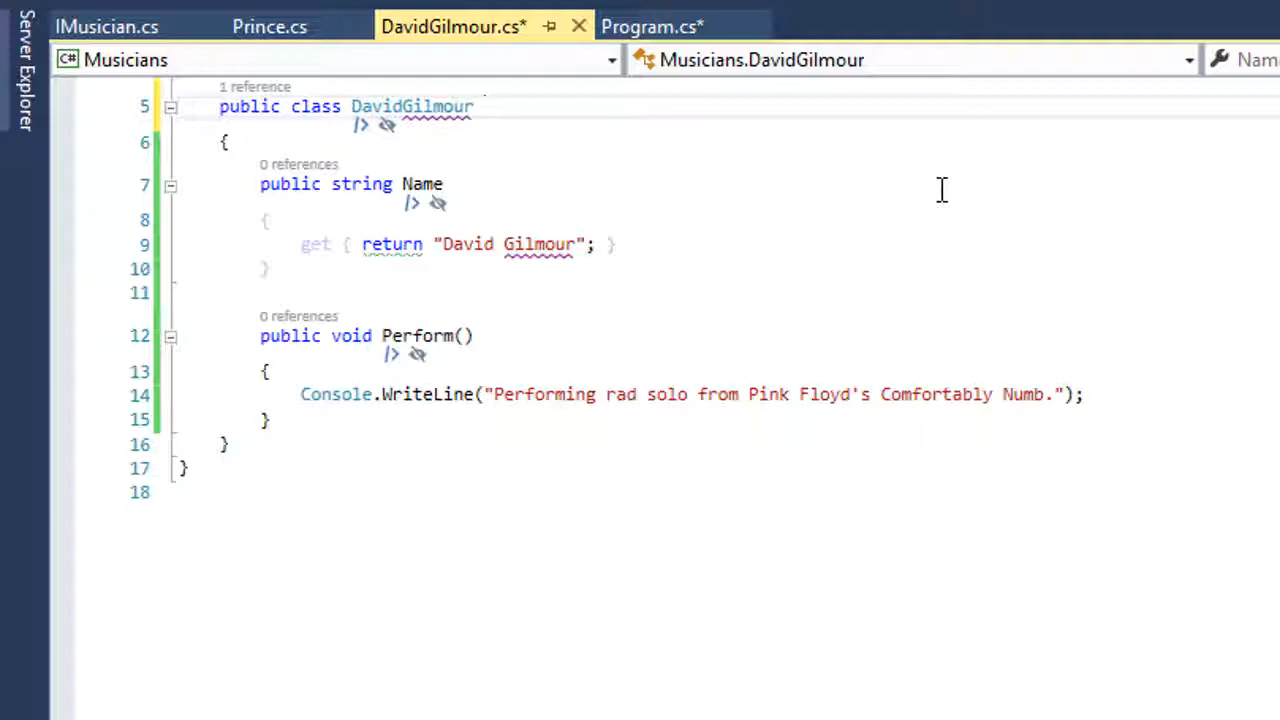 Server Explorer
IMusician.cs Prince.cs DavidGilmour.cs* Program.cs*
C# Musicians Musicians.DavidGilmour Nam
1 reference
5 public class DavidGilmour
6 {
0 references
7 public string Name
8 {
9 get { return "David Gilmour"; }
10 }
11
0 references
12 public void Perform()
13 {
14 Console.WriteLine("Performing rad solo from Pink Floyd's Comfortably Numb.");
15 }
16 }
17 }
18